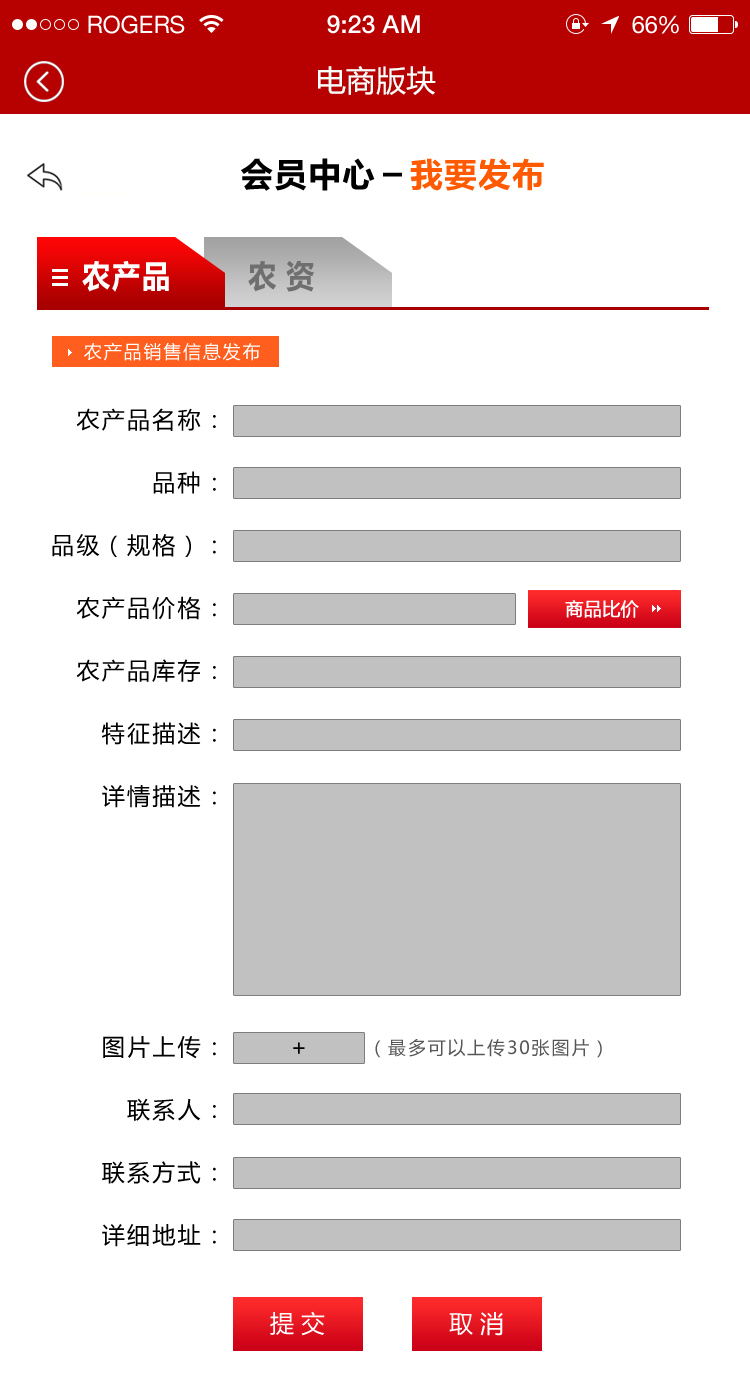 ROGERS 9:23 AM 66%
电商版块
会员中心 – 我要发布
农产品 农 资
农产品销售信息发布
农产品名称：
品种：
品级（规格）：
农产品价格： 商品比价
农产品库存：
特征描述：
详情描述：
图片上传： + （最多可以上传30张图片）
联系人：
联系方式：
详细地址：
提 交 取 消